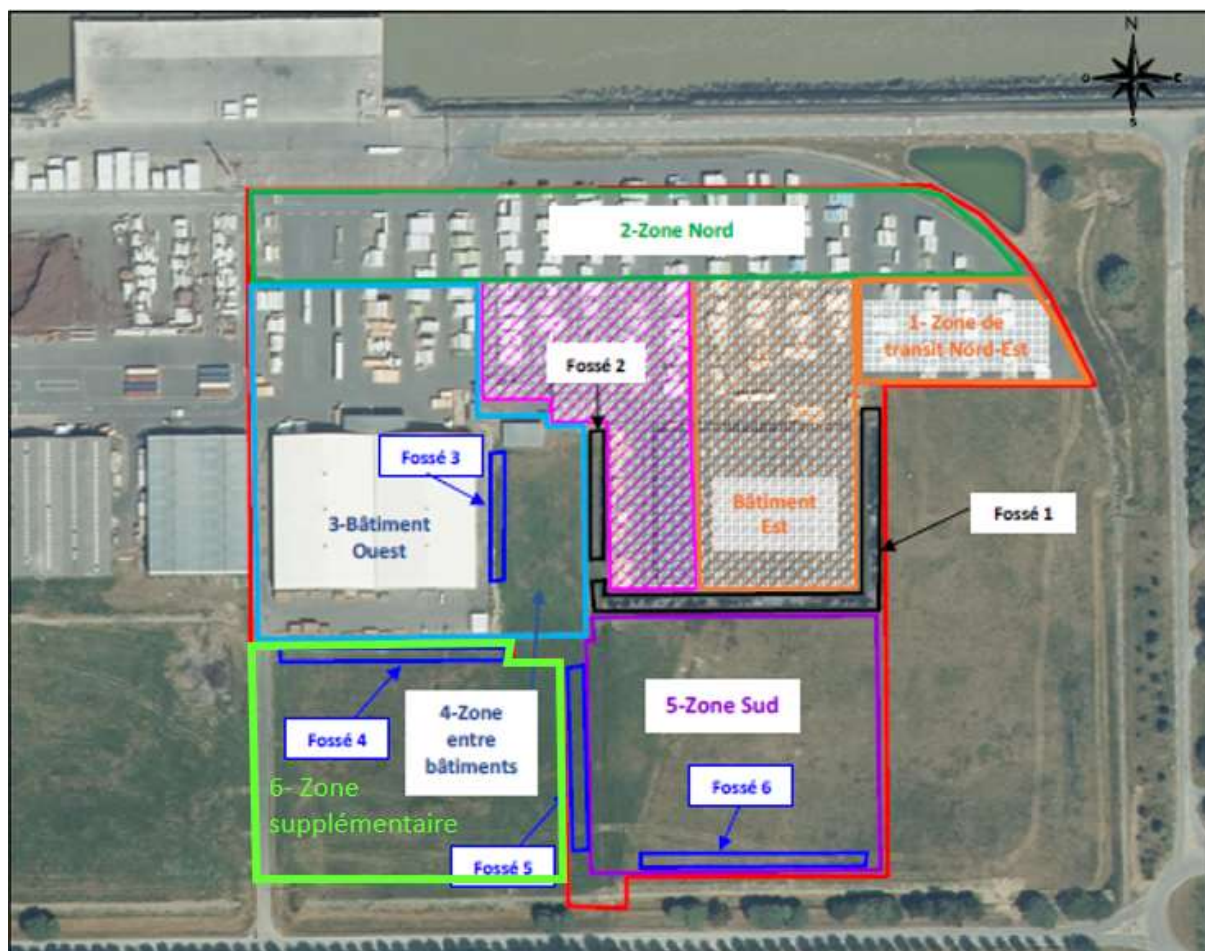 N
O
E
S
2-Zone Nord
1- Zone de
transit Nord-Est
Fossé 2
Fossé 3
3-Bâtiment
Ouest
Bâtiment
Est
Fossé 1
5-Zone Sud
Fossé 4
4-Zone
entre
bâtiments
6- Zone
supplémentaire
Fossé 6
Fossé 5